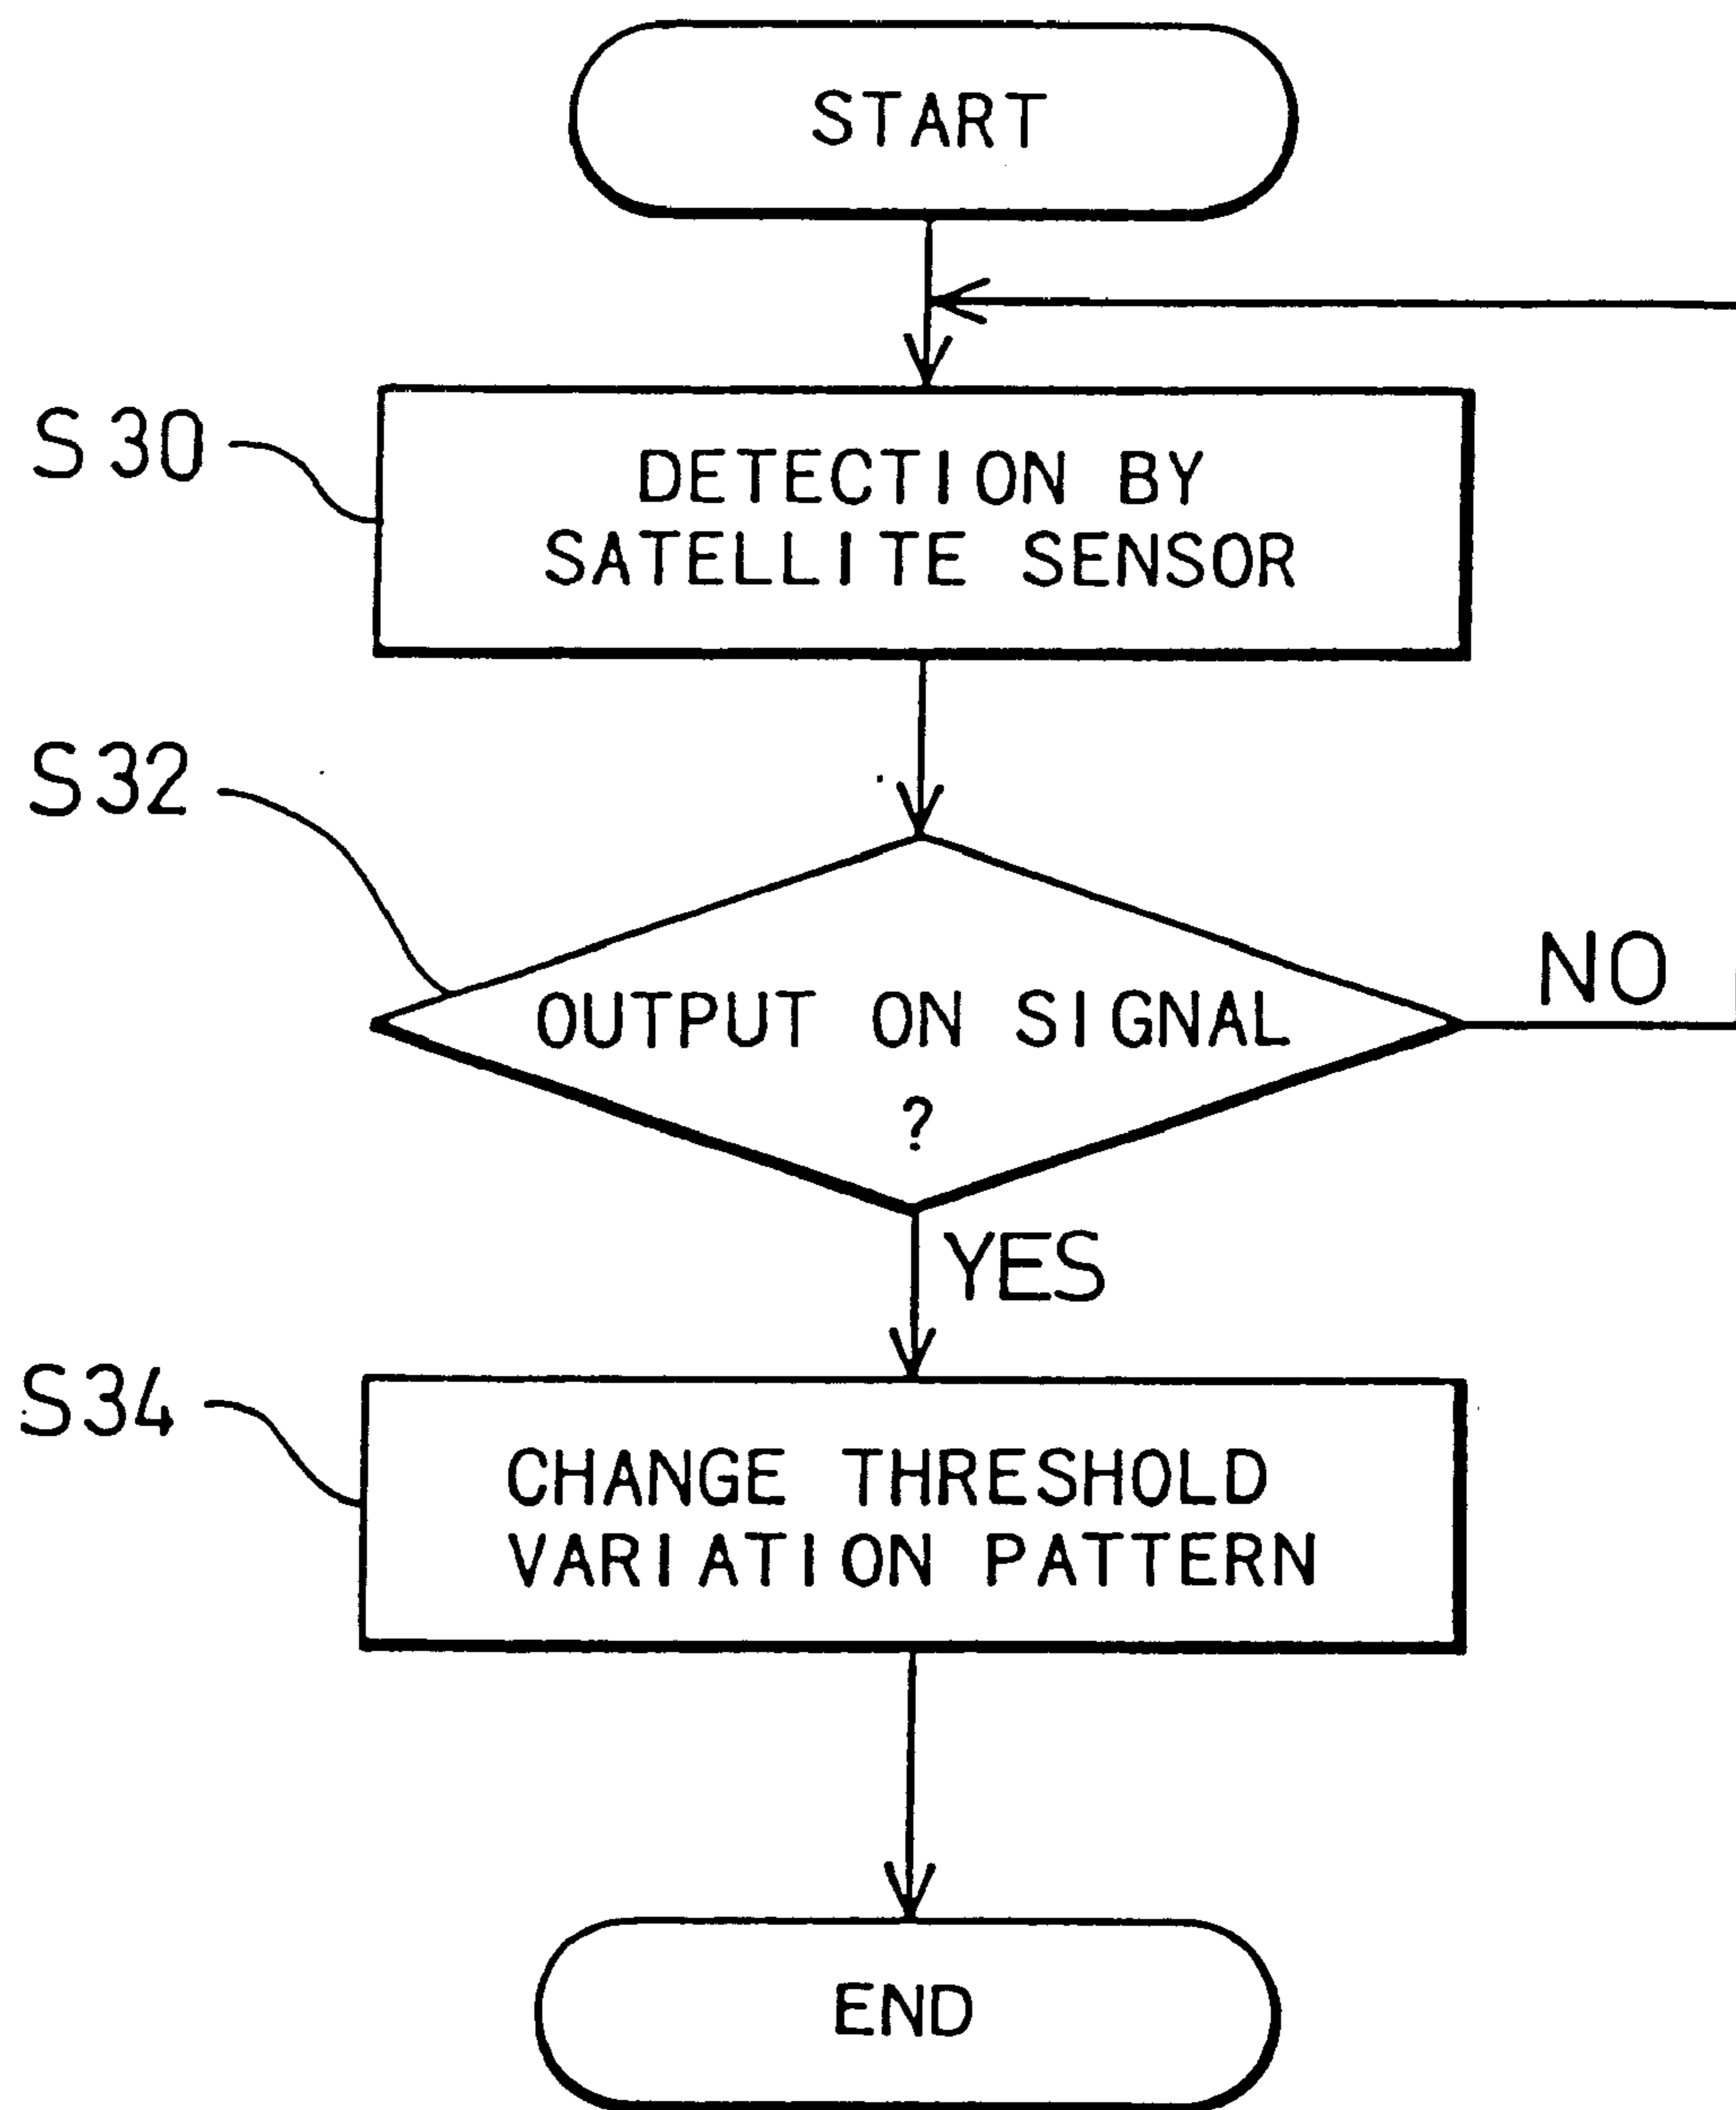 START
S30
DETECTION BY
SATELLITE SENSOR
S32
OUTPUT ON SIGNAL
?
NO
YES
S34
CHANGE THRESHOLD
VARIATION PATTERN
END